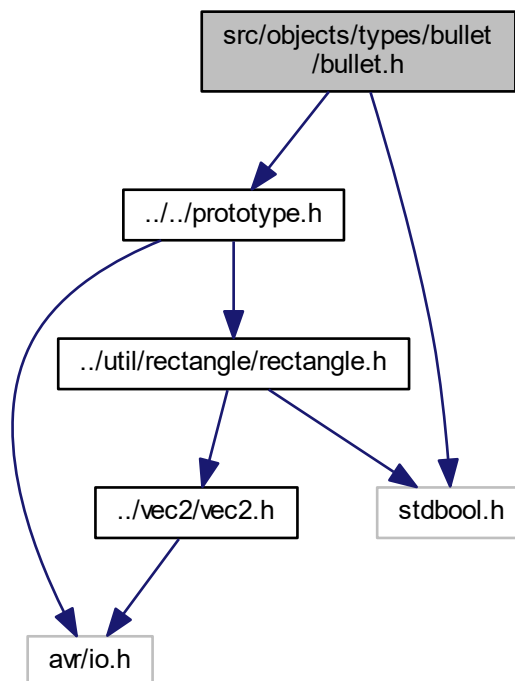 src/objects/types/bullet
/bullet.h
../../prototype.h
../util/rectangle/rectangle.h
../vec2/vec2.h
stdbool.h
avr/io.h